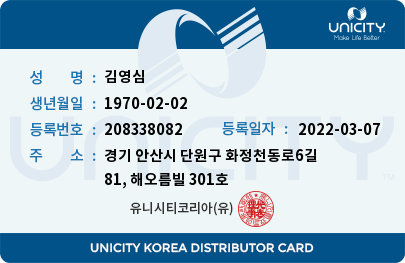 UNICITY
Make Life Better
성 명 : 김영심
생년월일 : 1970-02-02
등록번호 : 208338082 등록일자 : 2022-03-07
주 소 : 경기 안산시 단원구 화정천동로6길
81, 해오름빌 301호
UNICITY
TM
유니시티코리아(유)
UNICITY KOREA DISTRIBUTOR CARD